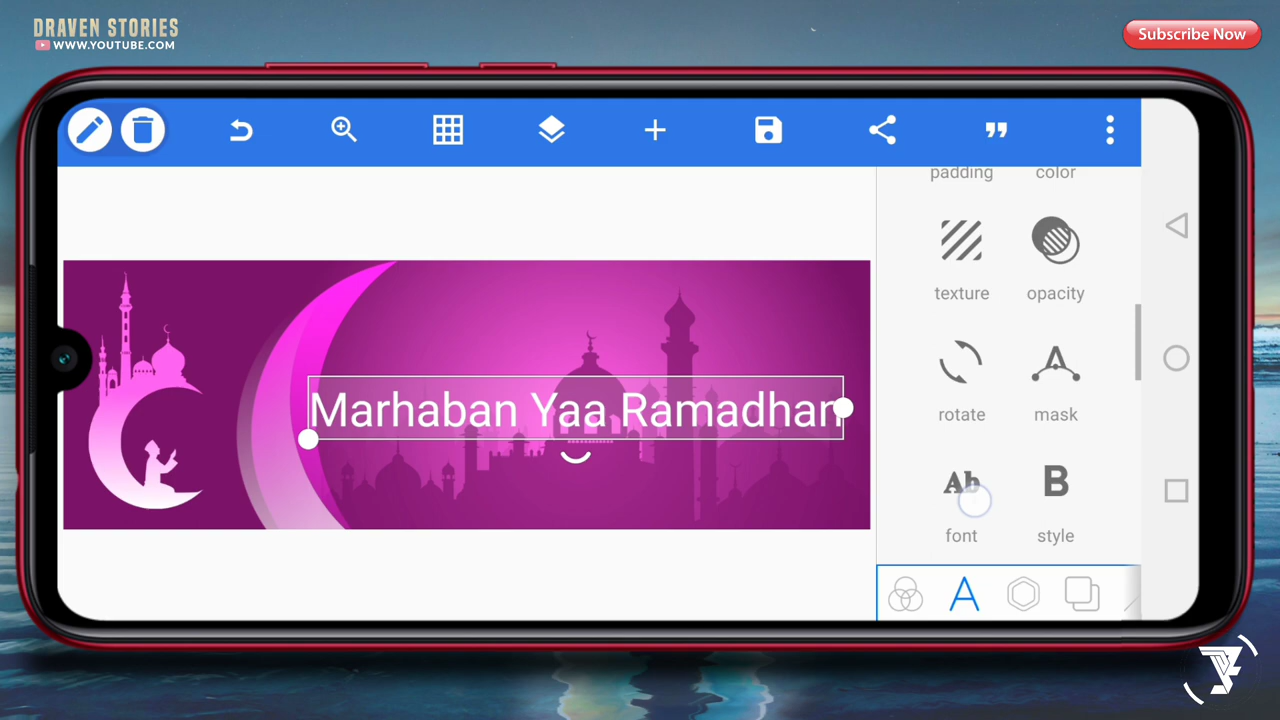 DRAVEN STORIES
WWW.YOUTUBE.COM
Subscribe Now
padding color
texture opacity
Marhaban Yaa Ramadhan
rotate mask
Ab B
font style
A